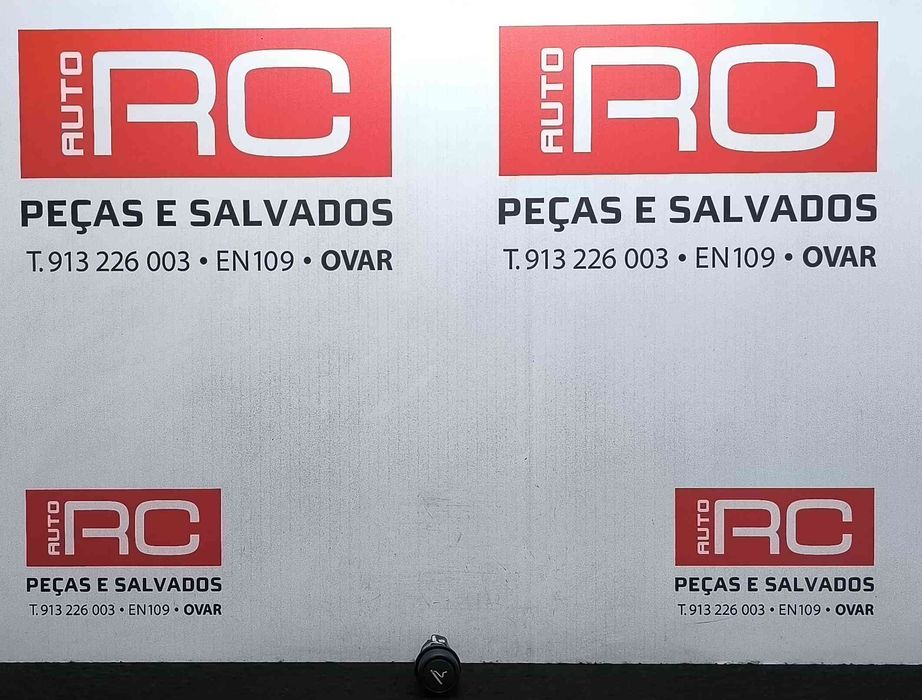 AUTO RC
PEÇAS E SALVADOS
T. 913 226 003 • EN109 • OVAR
AUTO RC
PEÇAS E SALVADOS
T. 913 226 003 • EN109 • OVAR
AUTO RC
PEÇAS E SALVADOS
T. 913 226 003 • EN109 • OVAR
AUTO RC
PEÇAS E SALVADOS
T. 913 226 003 • EN109 • OVAR